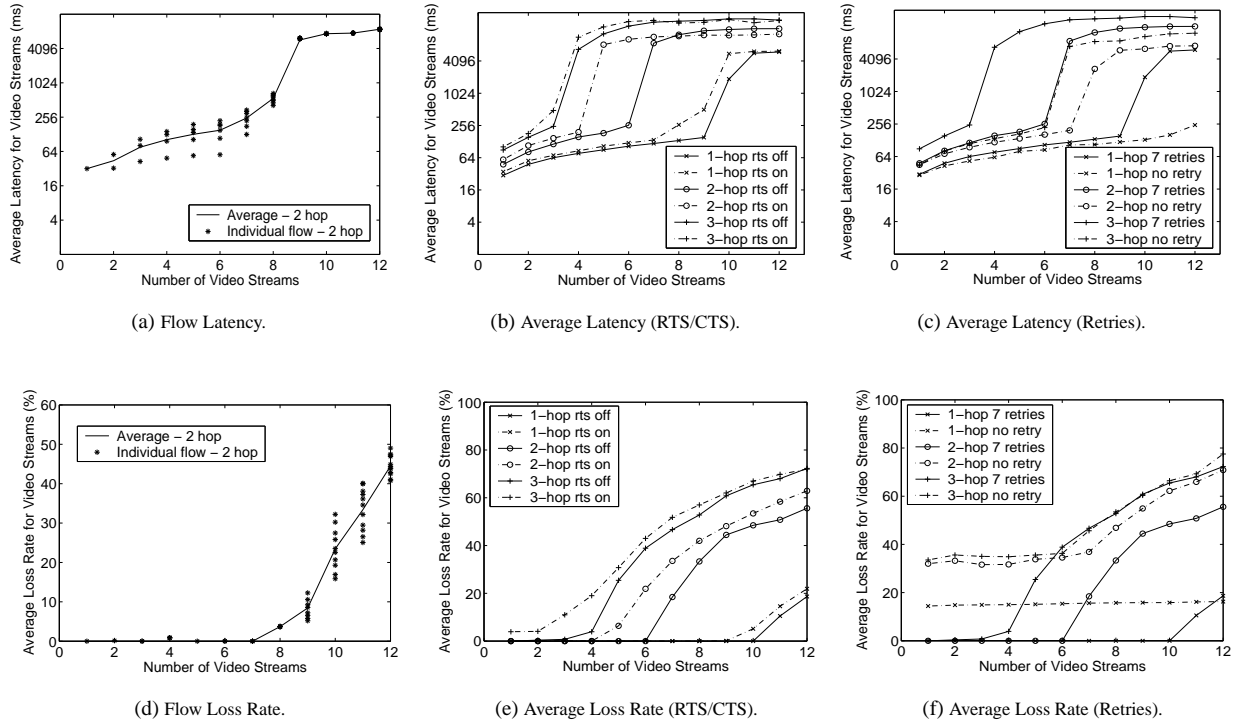 Average Latency for Video Streams (ms)
4096
1024
256
64
16
4
0 2 4 6 8 10 12
Number of Video Streams
Average − 2 hop
Individual flow − 2 hop
(a) Flow Latency.
Average Latency for Video Streams (ms)
4096
1024
256
64
16
4
0 2 4 6 8 10 12
Number of Video Streams
1−hop rts off
1−hop rts on
2−hop rts off
2−hop rts on
3−hop rts off
3−hop rts on
(b) Average Latency (RTS/CTS).
Average Latency for Video Streams (ms)
4096
1024
256
64
16
4
0 2 4 6 8 10 12
Number of Video Streams
1−hop 7 retries
1−hop no retry
2−hop 7 retries
2−hop no retry
3−hop 7 retries
3−hop no retry
(c) Average Latency (Retries).
Average Loss Rate for Video Streams (%)
60
50
40
30
20
10
0
0 2 4 6 8 10 12
Number of Video Streams
Average − 2 hop
Individual flow − 2 hop
(d) Flow Loss Rate.
Average Loss Rate for Video Streams (%)
100
80
60
40
20
0
0 2 4 6 8 10 12
Number of Video Streams
1−hop rts off
1−hop rts on
2−hop rts off
2−hop rts on
3−hop rts off
3−hop rts on
(e) Average Loss Rate (RTS/CTS).
Average Loss Rate for Video Streams (%)
100
80
60
40
20
0
0 2 4 6 8 10 12
Number of Video Streams
1−hop 7 retries
1−hop no retry
2−hop 7 retries
2−hop no retry
3−hop 7 retries
3−hop no retry
(f) Average Loss Rate (Retries).